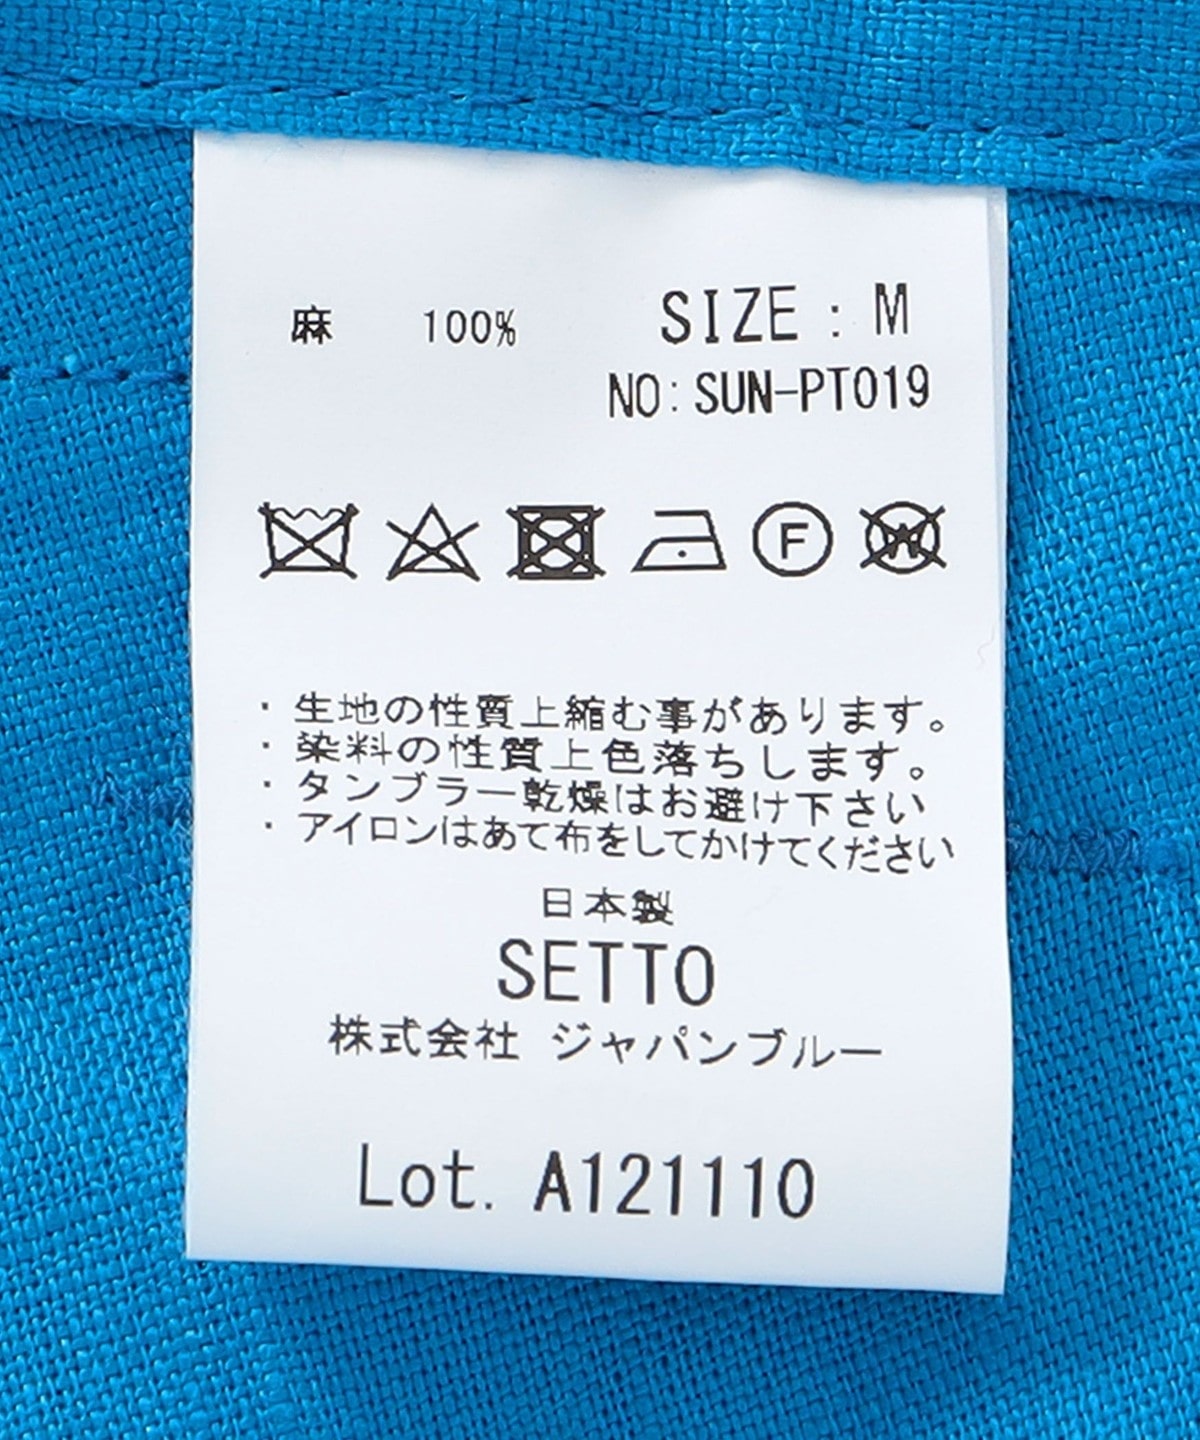 麻 100% SIZE : M
NO: SUN-PT019
F W
・生地の性質上縮む事があります。
・染料の性質上色落ちします。
・タンブラー乾燥はお避け下さい
・アイロンはあて布をしてかけてください
日本製
SETTO
株式会社 ジャパンブルー
Lot. A121110